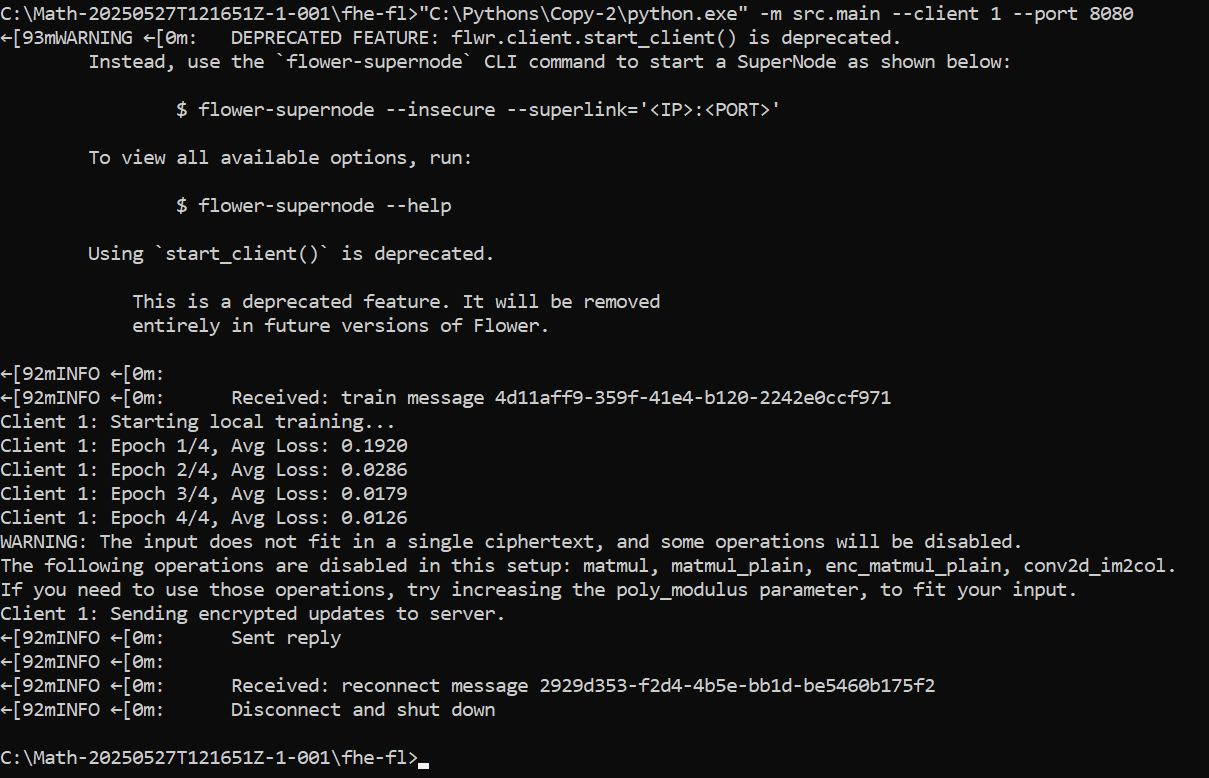 C:\Math-20250527T121651Z-1-001\fhe-fl>"C:\Pythons\Copy-2\python.exe" -m src.main --client 1 --port 8080
←[93mWARNING ←[0m:   DEPRECATED FEATURE: flwr.client.start_client() is deprecated.
        Instead, use the `flower-supernode` CLI command to start a SuperNode as shown below:
                $ flower-supernode --insecure --superlink='<IP>:<PORT>'
        To view all available options, run:
                $ flower-supernode --help
        Using `start_client()` is deprecated.
            This is a deprecated feature. It will be removed
            entirely in future versions of Flower.
←[92mINFO ←[0m:
←[92mINFO ←[0m:      Received: train message 4d11aff9-359f-41e4-b120-2242e0ccf971
Client 1: Starting local training...
Client 1: Epoch 1/4, Avg Loss: 0.1920
Client 1: Epoch 2/4, Avg Loss: 0.0286
Client 1: Epoch 3/4, Avg Loss: 0.0179
Client 1: Epoch 4/4, Avg Loss: 0.0126
WARNING: The input does not fit in a single ciphertext, and some operations will be disabled.
The following operations are disabled in this setup: matmul, matmul_plain, enc_matmul_plain, conv2d_im2col.
If you need to use those operations, try increasing the poly_modulus parameter, to fit your input.
Client 1: Sending encrypted updates to server.
←[92mINFO ←[0m:      Sent reply
←[92mINFO ←[0m:
←[92mINFO ←[0m:      Received: reconnect message 2929d353-f2d4-4b5e-bb1d-be5460b175f2
←[92mINFO ←[0m:      Disconnect and shut down
C:\Math-20250527T121651Z-1-001\fhe-fl>